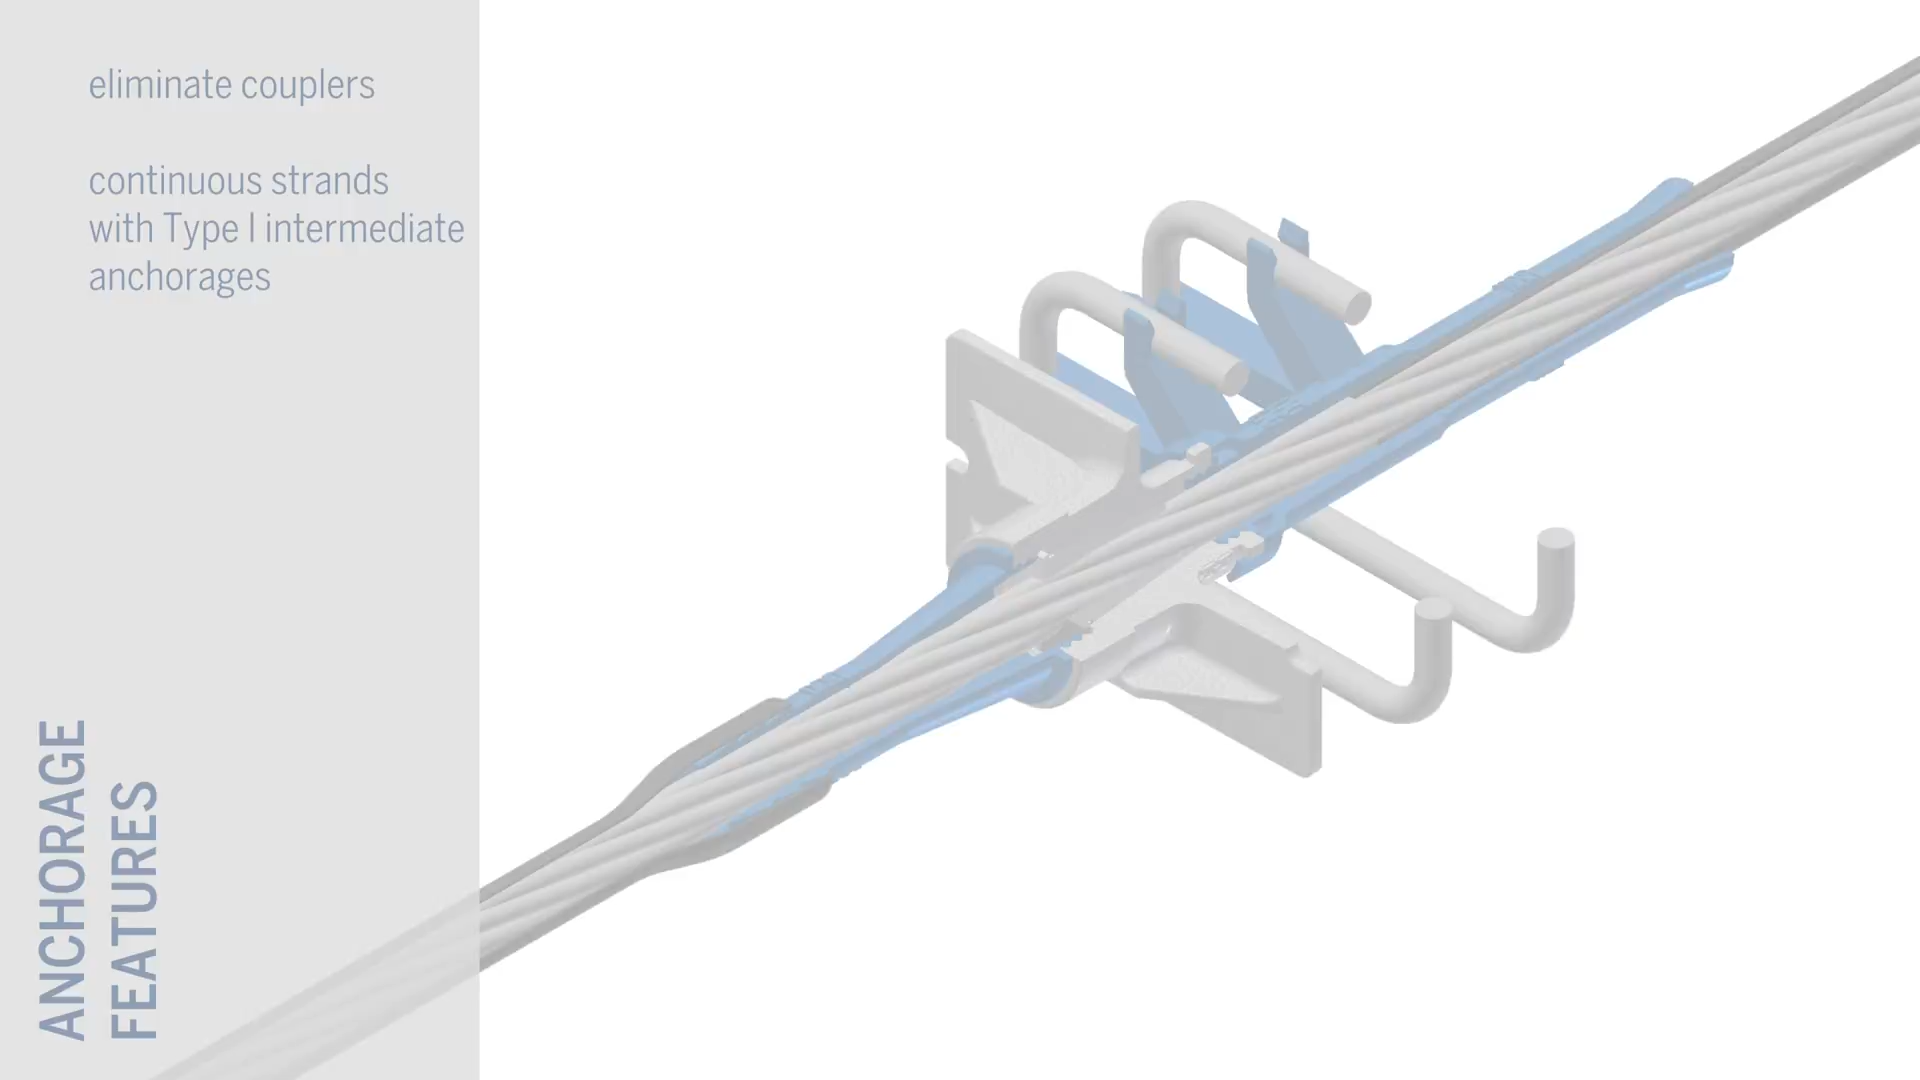 eliminate couplers
continuous strands
with Type I intermediate
anchorages
ANCHORAGE
FEATURES